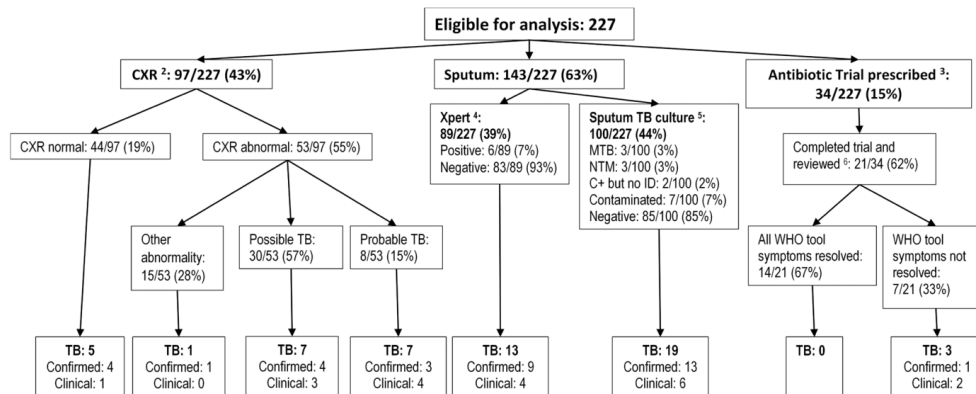 Eligible for analysis: 227
CXR ²: 97/227 (43%)
Sputum: 143/227 (63%)
Antibiotic Trial prescribed ³:
34/227 (15%)
CXR normal: 44/97 (19%)
CXR abnormal: 53/97 (55%)
Xpert ⁴:
89/227 (39%)
Positive: 6/89 (7%)
Negative: 83/89 (93%)
Sputum TB culture ⁵:
100/227 (44%)
MTB: 3/100 (3%)
NTM: 3/100 (3%)
C+ but no ID: 2/100 (2%)
Contaminated: 7/100 (7%)
Negative: 85/100 (85%)
Completed trial and
reviewed ⁶: 21/34 (62%)
Other
abnormality:
15/53 (28%)
Possible TB:
30/53 (57%)
Probable TB:
8/53 (15%)
All WHO tool
symptoms resolved:
14/21 (67%)
WHO tool
symptoms not
resolved:
7/21 (33%)
TB: 5
Confirmed: 4
Clinical: 1
TB: 1
Confirmed: 1
Clinical: 0
TB: 7
Confirmed: 4
Clinical: 3
TB: 7
Confirmed: 3
Clinical: 4
TB: 13
Confirmed: 9
Clinical: 4
TB: 19
Confirmed: 13
Clinical: 6
TB: 0
TB: 3
Confirmed: 1
Clinical: 2